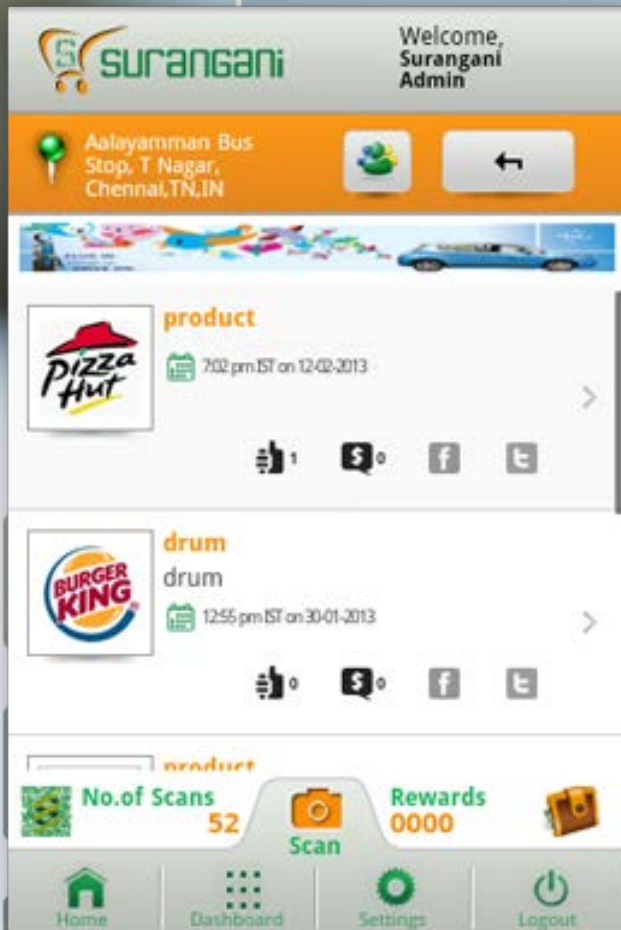 S surangani
Welcome,
Surangani
Admin
Aalayamman Bus
Stop, T Nagar,
Chennai,TN,IN
product
Pizza
Hut
7:02 pm IST on 12-02-2013
1
$ 0
f
t
drum
drum
BURGER
KING
12:55 pm IST on 30-01-2013
0
$ 0
f
t
product
No.of Scans
52
Scan
Rewards
0000
Home
Dashboard
Settings
Logout